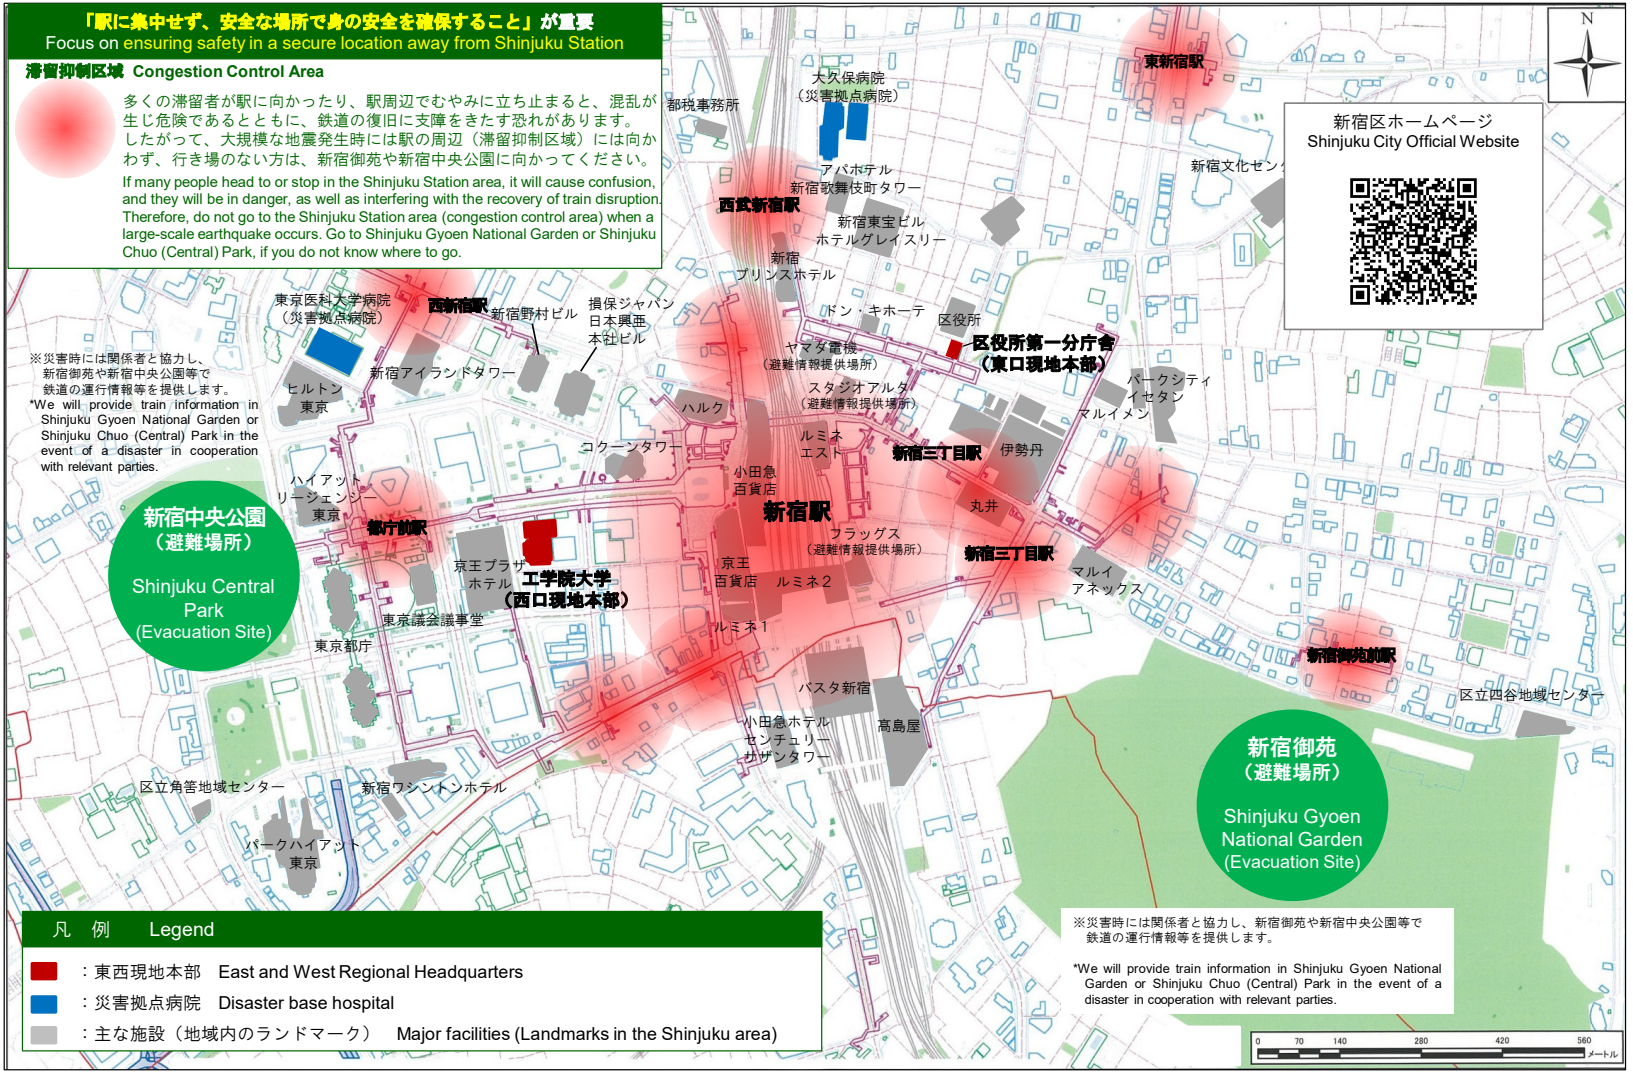 「駅に集中せず、安全な場所で身の安全を確保すること」が重要
Focus on ensuring safety in a secure location away from Shinjuku Station
滞留抑制区域 Congestion Control Area
多くの滞留者が駅に向かったり、駅周辺でむやみに立ち止まると、混乱が
生じ危険であるとともに、鉄道の復旧に支障をきたす恐れがあります。
したがって、大規模な地震発生時には駅の周辺（滞留抑制区域）には向か
わず、行き場のない方は、新宿御苑や新宿中央公園に向かってください。
If many people head to or stop in the Shinjuku Station area, it will cause confusion,
and they will be in danger, as well as interfering with the recovery of train disruption.
Therefore, do not go to the Shinjuku Station area (congestion control area) when a
large-scale earthquake occurs. Go to Shinjuku Gyoen National Garden or Shinjuku
Chuo (Central) Park, if you do not know where to go.
都税事務所
大久保病院
（災害拠点病院）
東新宿駅
N
新宿区ホームページ
Shinjuku City Official Website
新宿文化セン
アパホテル
新宿歌舞伎町タワー
西武新宿駅
新宿東宝ビル
ホテルグレイスリー
新宿
プリンスホテル
東京医科大学病院
（災害拠点病院）
西新宿駅
新宿野村ビル
損保ジャパン
日本興亜
本社ビル
ドン・キホーテ
区役所
区役所第一分庁舎
（東口現地本部）
ヤマダ電機
（避難情報提供場所）
※災害時には関係者と協力し、
新宿御苑や新宿中央公園等で
鉄道の運行情報等を提供します。
*We will provide train information in
Shinjuku Gyoen National Garden or
Shinjuku Chuo (Central) Park in the
event of a disaster in cooperation
with relevant parties.
新宿アイランドタワー
ヒルトン
東京
スタジオアルタ
（避難情報提供場所）
パークシティ
イセタン
マルイメン
ハルク
コクーンタワー
ルミネ
エスト
新宿三丁目駅
伊勢丹
小田急
百貨店
ハイアット
リージェンシー
東京
新宿駅
丸井
新宿中央公園
（避難場所）
Shinjuku Central
Park
(Evacuation Site)
都庁前駅
フラッグス
（避難情報提供場所）
新宿三丁目駅
京王プラザ
ホテル
工学院大学
（西口現地本部）
京王
百貨店
ルミネ２
マルイ
アネックス
東京議会議事堂
東京都庁
ルミネ１
新宿御苑前駅
バスタ新宿
髙島屋
区立四谷地域センター
小田急ホテル
センチュリー
サザンタワー
新宿御苑
（避難場所）
Shinjuku Gyoen
National Garden
(Evacuation Site)
区立角筈地域センター
新宿ワシントンホテル
パークハイアット
東京
凡　例　Legend
：東西現地本部　East and West Regional Headquarters
：災害拠点病院　Disaster base hospital
：主な施設（地域内のランドマーク）　Major facilities (Landmarks in the Shinjuku area)
※災害時には関係者と協力し、新宿御苑や新宿中央公園等で
鉄道の運行情報等を提供します。
*We will provide train information in Shinjuku Gyoen National
Garden or Shinjuku Chuo (Central) Park in the event of a
disaster in cooperation with relevant parties.
0 70 140 280 420 560
メートル